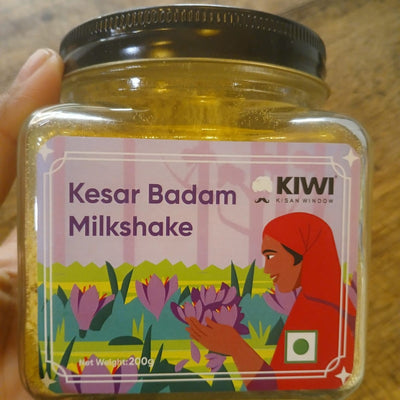 Kesar Badam
Milkshake
KIWI
KISAN WINDOW
Net Weight:200g